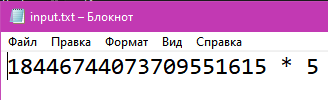 input.txt – Блокнот
Файл Правка Формат Вид Справка
18446744073709551615 * 5